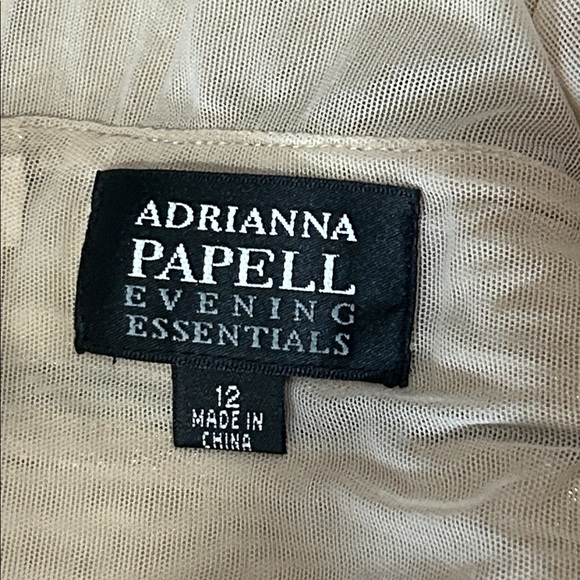 ADRIANNA
PAPELL
EVENING
ESSENTIALS
12
MADE IN
CHINA